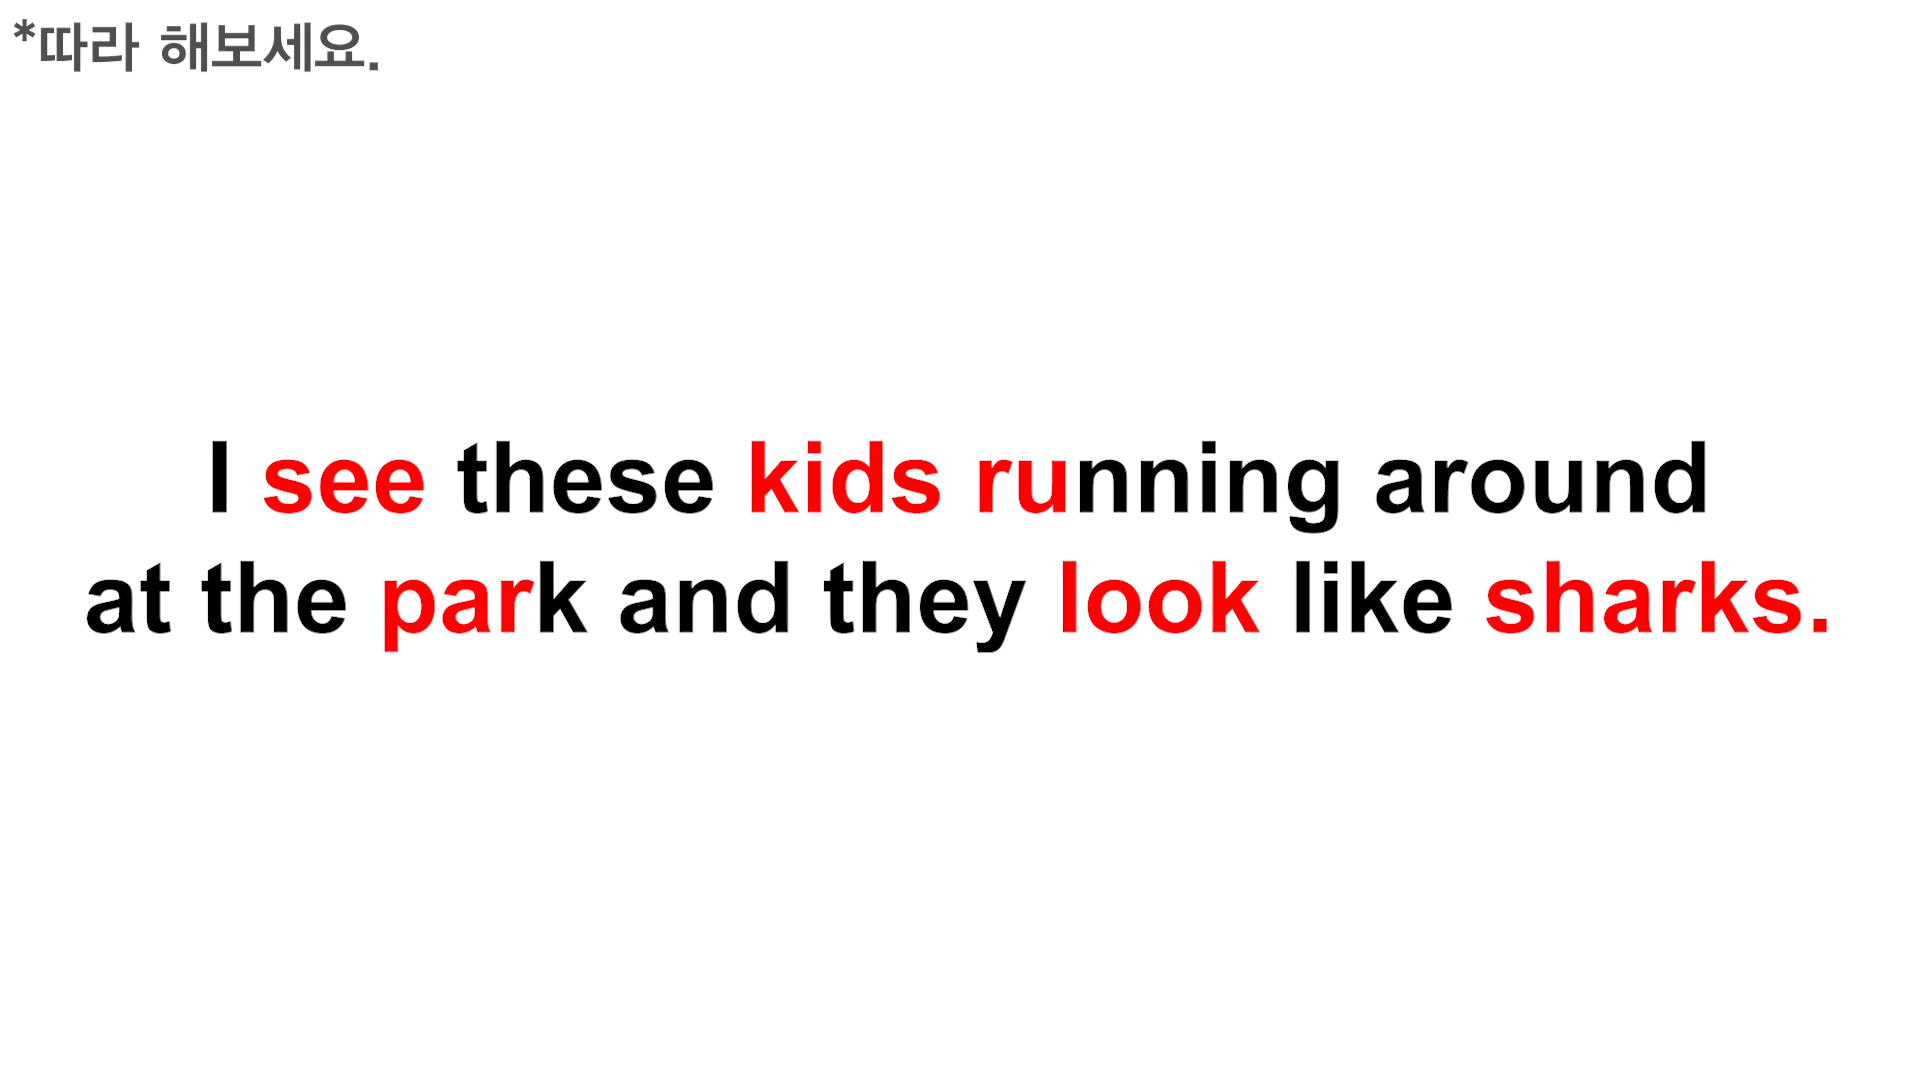 *따라 해보세요.
I see these kids running around
at the park and they look like sharks.